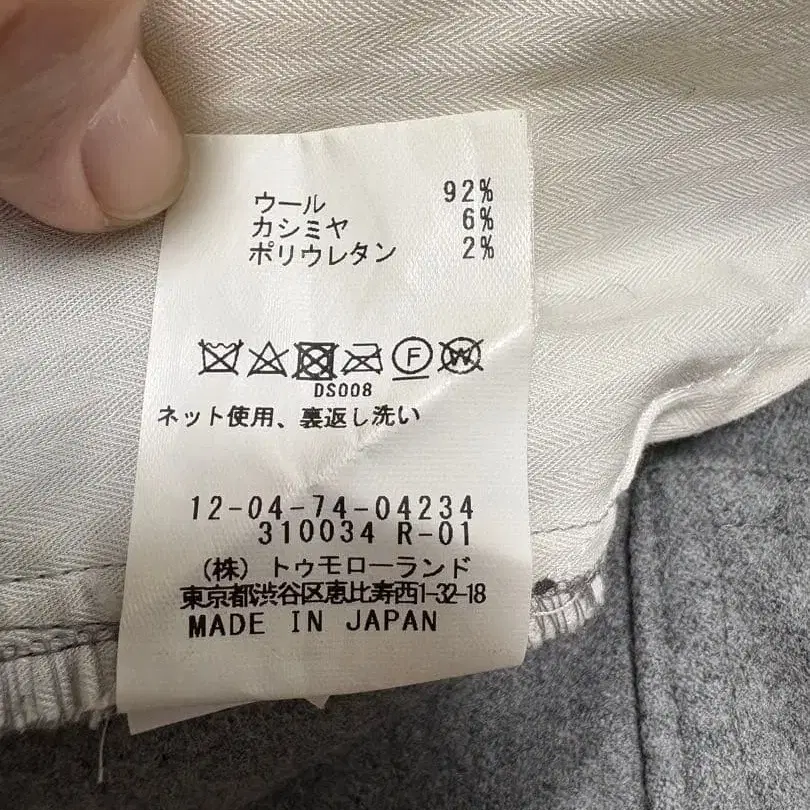 ウール 92%
カシミヤ 6%
ポリウレタン 2%
F W
DS008
ネット使用、裏返し洗い
12-04-74-04234
310034 R-01
(株) トゥモローランド
東京都渋谷区恵比寿西1-32-18
MADE IN JAPAN